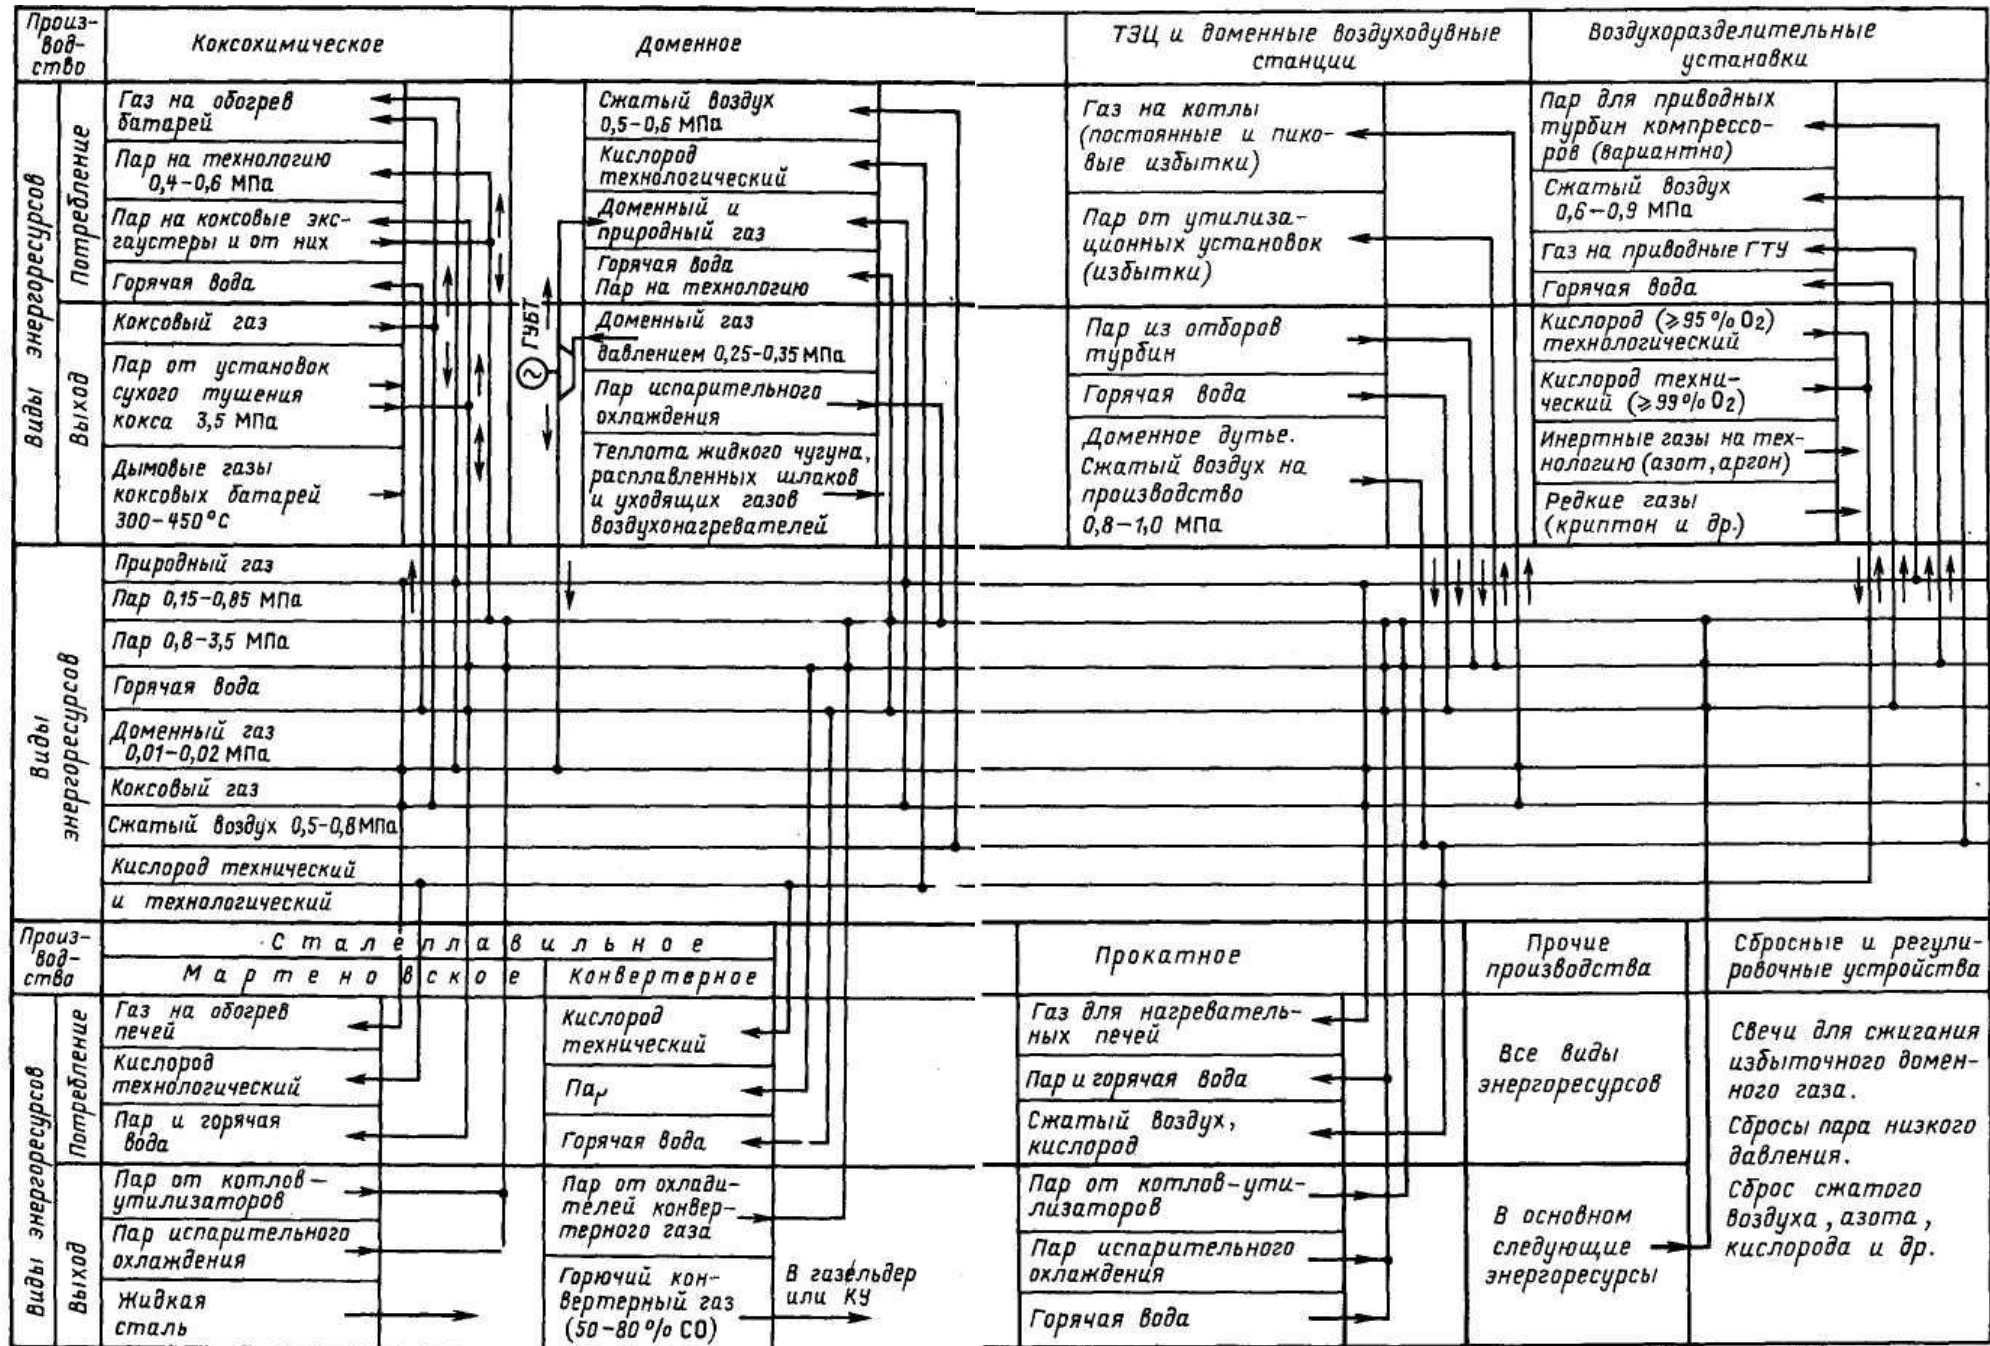 Произ-
вод-
ство
Коксохимическое
Доменное
ТЭЦ и доменные воздуходувные
станции
Воздухоразделительные
установки
Виды энергоресурсов
Потребление
Газ на обогрев
батарей
Пар на технологию
0,4-0,6 МПа
Пар на коксовые экс-
гаустеры и от них
Горячая вода
Выход
Коксовый газ
Пар от установок
сухого тушения
кокса 3,5 МПа
Дымовые газы
коксовых батарей
300-450°С
ГУБТ
Сжатый воздух
0,5-0,6 МПа
Кислород
технологический
Доменный и
природный газ
Горячая вода
Пар на технологию
Доменный газ
давлением 0,25-0,35 МПа
Пар испарительного
охлаждения
Теплота жидкого чугуна,
расплавленных шлаков
и уходящих газов
воздухонагревателей
Газ на котлы
(постоянные и пико-
вые избытки)
Пар от утилиза-
ционных установок
(избытки)
Пар из отборов
турбин
Горячая вода
Доменное дутье.
Сжатый воздух на
производство
0,8-1,0 МПа
Пар для приводных
турбин компрессо-
ров (вариантно)
Сжатый воздух
0,6-0,9 МПа
Газ на приводные ГТУ
Горячая вода
Кислород (≥95% О2)
технологический
Кислород техни-
ческий (≥99% О2)
Инертные газы на тех-
нологию (азот, аргон)
Редкие газы
(криптон и др.)
Виды
энергоресурсов
Природный газ
Пар 0,15-0,85 МПа
Пар 0,8-3,5 МПа
Горячая вода
Доменный газ
0,01-0,02 МПа
Коксовый газ
Сжатый воздух 0,5-0,8 МПа
Кислород технический
и технологический
Произ-
вод-
ство
Сталеплавильное
Мартеновское
Конвертерное
Прокатное
Прочие
производства
Сбросные и регули-
ровочные устройства
Виды энергоресурсов
Потребление
Газ на обогрев
печей
Кислород
технологический
Пар и горячая
вода
Выход
Пар от котлов-
утилизаторов
Пар испарительного
охлаждения
Жидкая
сталь
Кислород
технический
Пар
Горячая вода
Пар от охлади-
телей конвер-
терного газа
Горючий кон-
вертерный газ
(50-80% СО)
В газгольдер
или КУ
Газ для нагреватель-
ных печей
Пар и горячая вода
Сжатый воздух,
кислород
Пар от котлов-ути-
лизаторов
Пар испарительного
охлаждения
Горячая вода
Все виды
энергоресурсов
В основном
следующие
энергоресурсы
Свечи для сжигания
избыточного домен-
ного газа.
Сбросы пара низкого
давления.
Сброс сжатого
воздуха, азота,
кислорода и др.